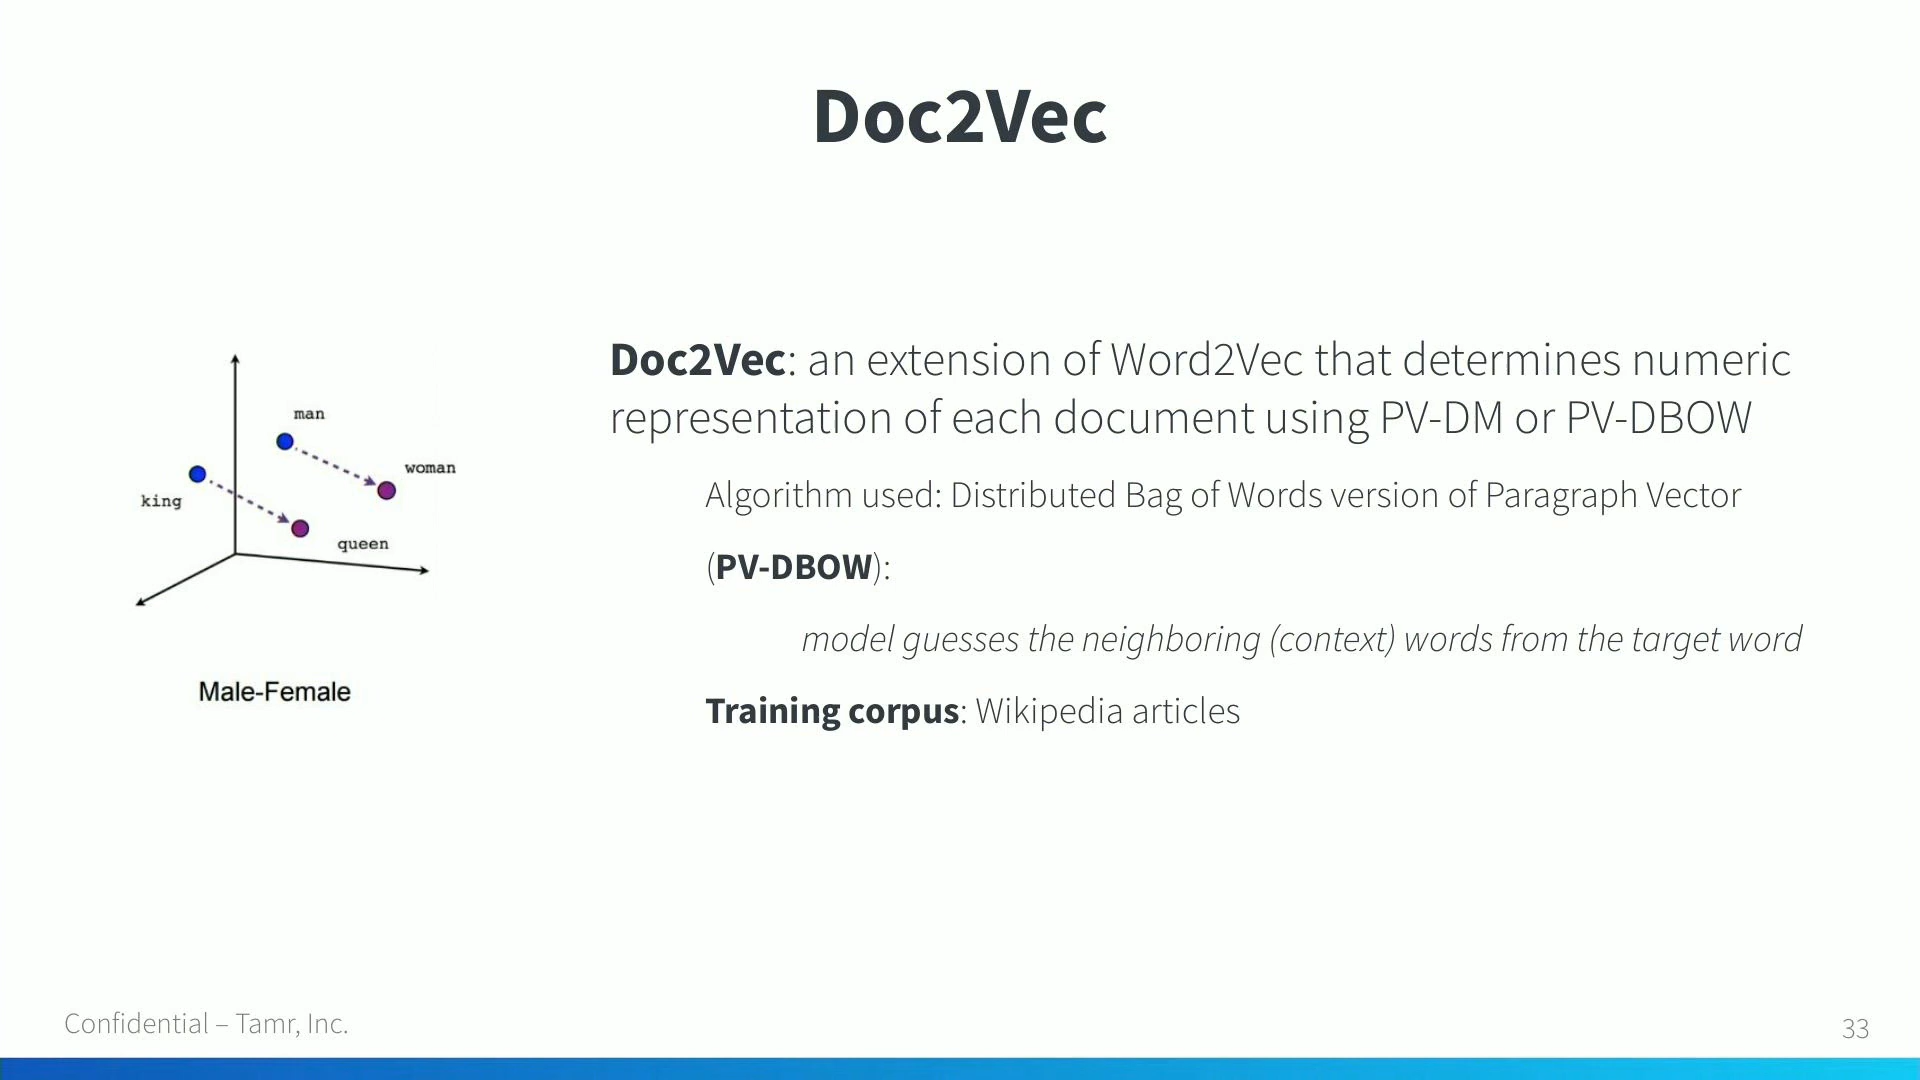 Doc2Vec
man
woman
king
queen
Male-Female
Doc2Vec: an extension of Word2Vec that determines numeric
representation of each document using PV-DM or PV-DBOW
Algorithm used: Distributed Bag of Words version of Paragraph Vector
(PV-DBOW):
model guesses the neighboring (context) words from the target word
Training corpus: Wikipedia articles
Confidential – Tamr, Inc.
33